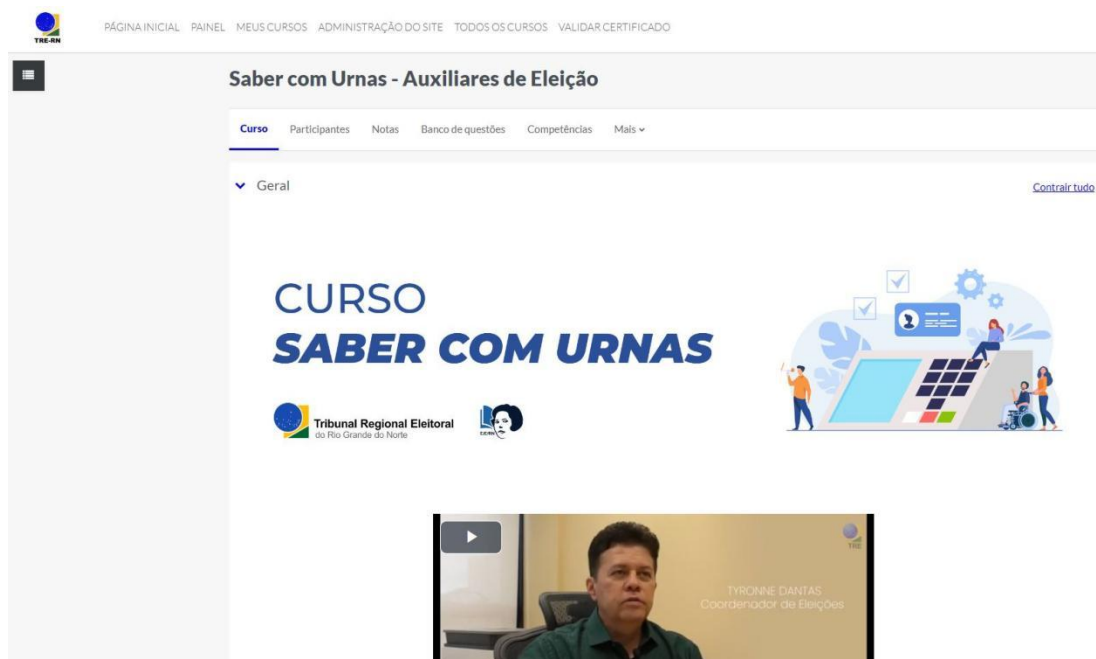 TRE-RN
PÁGINA INICIAL PAINEL MEUS CURSOS ADMINISTRAÇÃO DO SITE TODOS OS CURSOS VALIDAR CERTIFICADO
Saber com Urnas - Auxiliares de Eleição
Curso Participantes Notas Banco de questões Competências Mais
Geral
Contrair tudo
CURSO
SABER COM URNAS
Tribunal Regional Eleitoral
do Rio Grande do Norte
TRE
TYRONNE DANTAS
Coordenador de Eleições